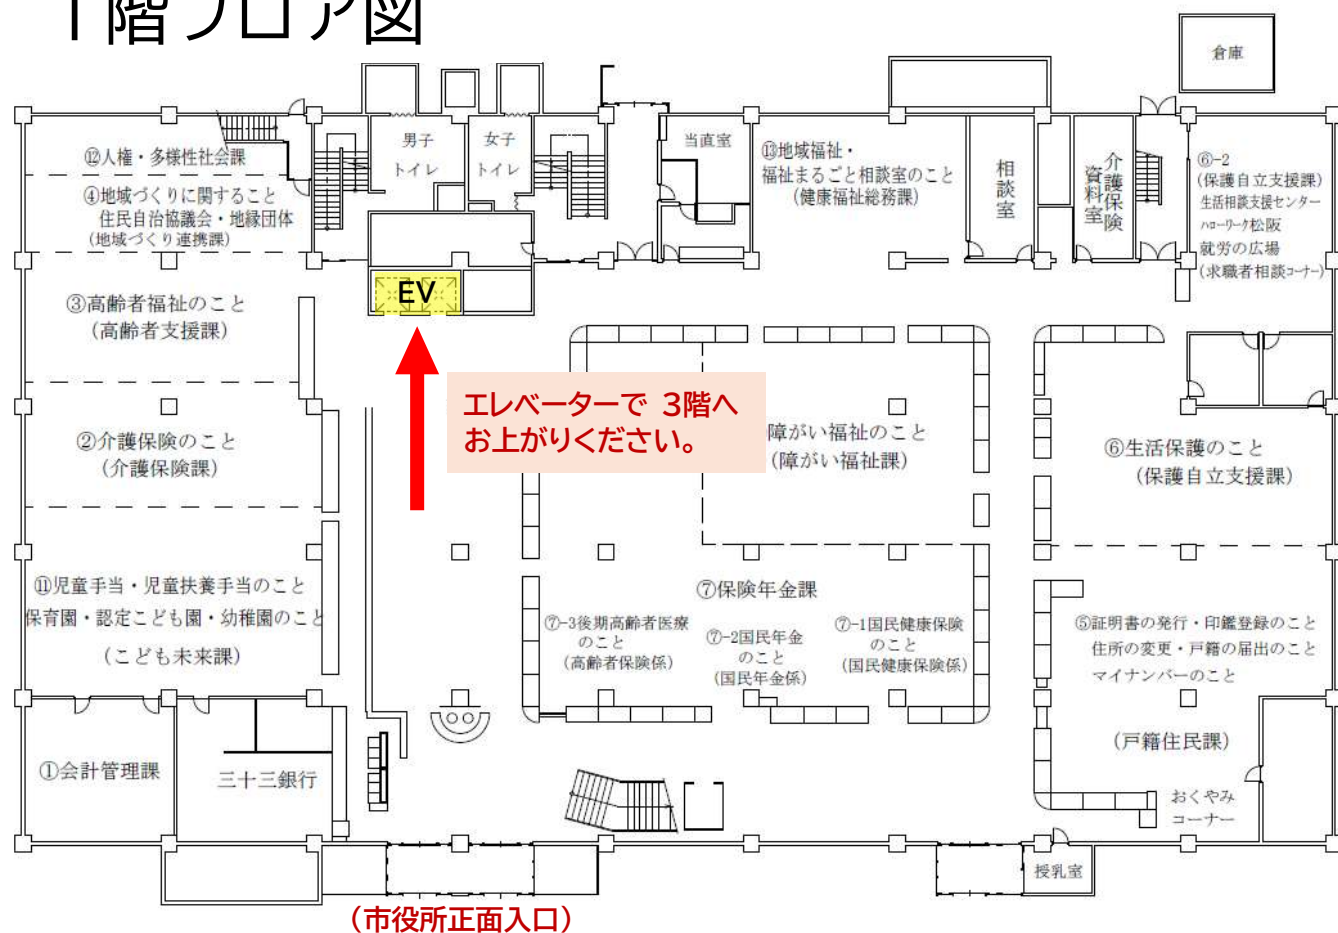 1階フロア図
倉庫
⑫人権・多様性社会課
④地域づくりに関すること
住民自治協議会・地縁団体
(地域づくり連携課)
男子
トイレ
女子
トイレ
当直室
⑬地域福祉・
福祉まるごと相談室のこと
(健康福祉総務課)
相談室
介護保険
資料室
⑥-2
(保護自立支援課)
生活相談支援センター
ハローワーク松阪
就労の広場
(求職者相談コーナー)
③高齢者福祉のこと
(高齢者支援課)
EV
エレベーターで 3階へ
お上がりください。
②介護保険のこと
(介護保険課)
障がい福祉のこと
(障がい福祉課)
⑥生活保護のこと
(保護自立支援課)
⑪児童手当・児童扶養手当のこと
保育園・認定こども園・幼稚園のこと
(こども未来課)
⑦保険年金課
⑦-3後期高齢者医療
のこと
(高齢者保険係)
⑦-2国民年金
のこと
(国民年金係)
⑦-1国民健康保険
のこと
(国民健康保険係)
⑤証明書の発行・印鑑登録のこと
住所の変更・戸籍の届出のこと
マイナンバーのこと
(戸籍住民課)
①会計管理課
三十三銀行
おくやみ
コーナー
授乳室
(市役所正面入口)